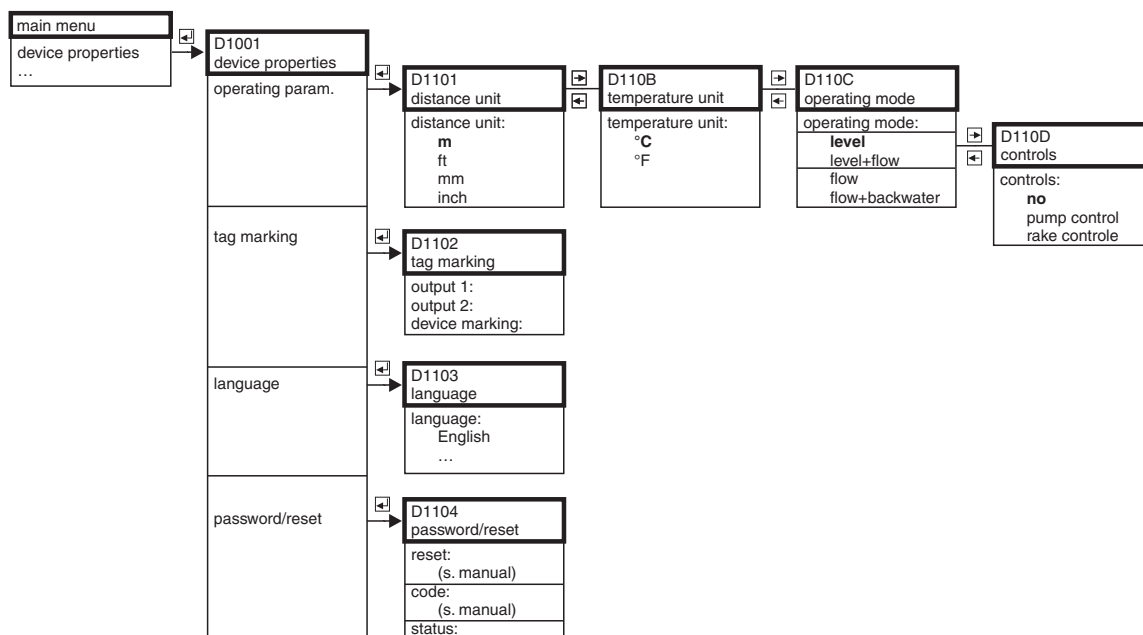 main menu
device properties
…
D1001
device properties
operating param.
D1101
distance unit
distance unit:
m
ft
mm
inch
D110B
temperature unit
temperature unit:
°C
°F
D110C
operating mode
operating mode:
level
level+flow
flow
flow+backwater
D110D
controls
controls:
no
pump control
rake controle
tag marking
D1102
tag marking
output 1:
output 2:
device marking:
language
D1103
language
language:
English
…
password/reset
D1104
password/reset
reset:
(s. manual)
code:
(s. manual)
status: